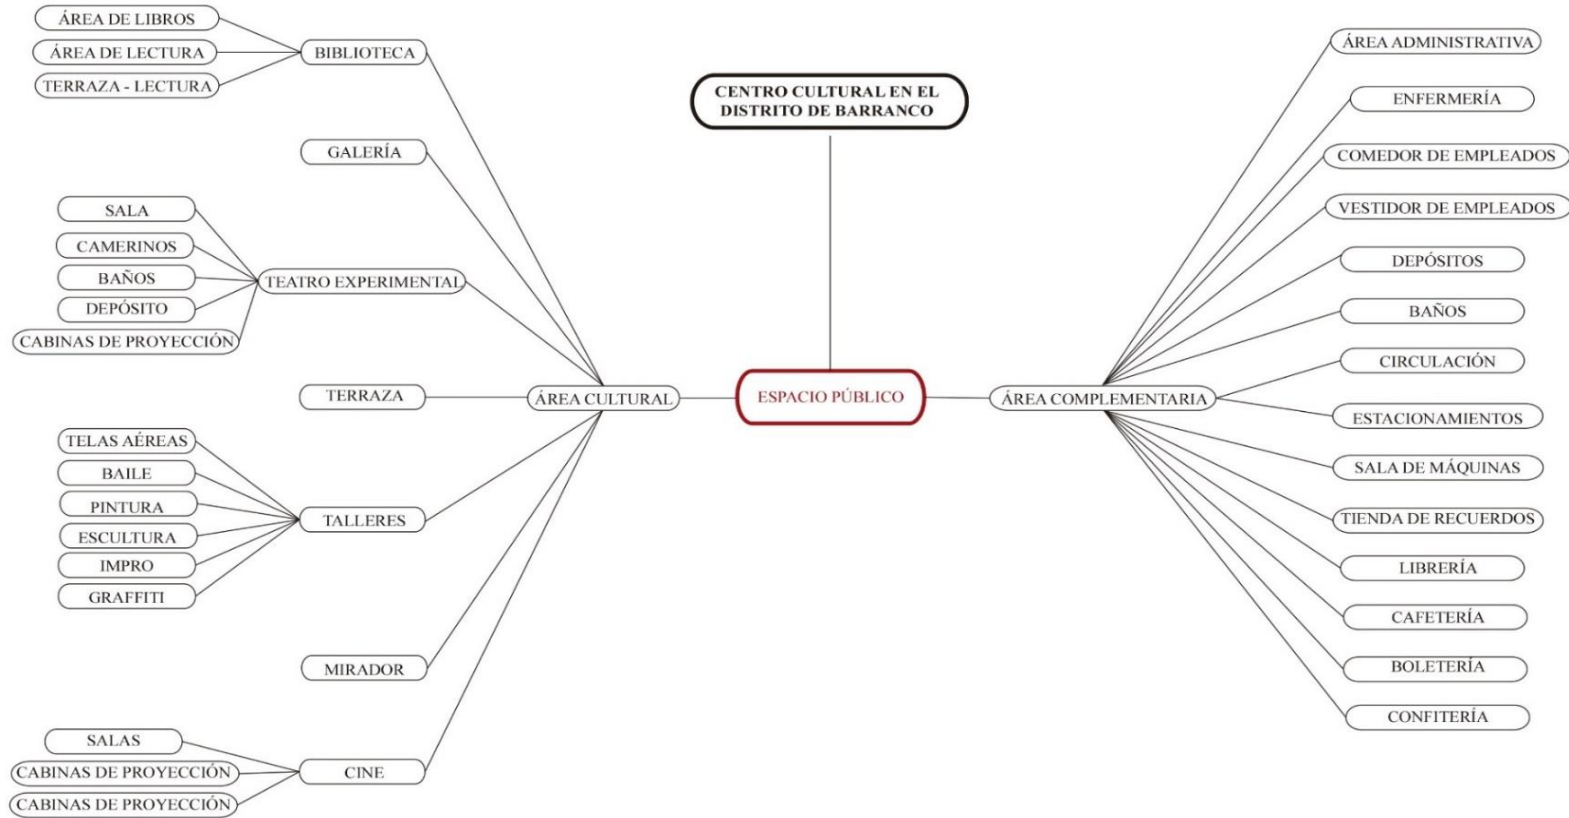 ÁREA DE LIBROS
ÁREA DE LECTURA
TERRAZA - LECTURA
BIBLIOTECA
GALERÍA
SALA
CAMERINOS
BAÑOS
DEPÓSITO
CABINAS DE PROYECCIÓN
TEATRO EXPERIMENTAL
TERRAZA
TELAS AÉREAS
BAILE
PINTURA
ESCULTURA
IMPRO
GRAFFITI
TALLERES
MIRADOR
SALAS
CABINAS DE PROYECCIÓN
CABINAS DE PROYECCIÓN
CINE
ÁREA CULTURAL
CENTRO CULTURAL EN EL
DISTRITO DE BARRANCO
ESPACIO PÚBLICO
ÁREA COMPLEMENTARIA
ÁREA ADMINISTRATIVA
ENFERMERÍA
COMEDOR DE EMPLEADOS
VESTIDOR DE EMPLEADOS
DEPÓSITOS
BAÑOS
CIRCULACIÓN
ESTACIONAMIENTOS
SALA DE MÁQUINAS
TIENDA DE RECUERDOS
LIBRERÍA
CAFETERÍA
BOLETERÍA
CONFITERÍA